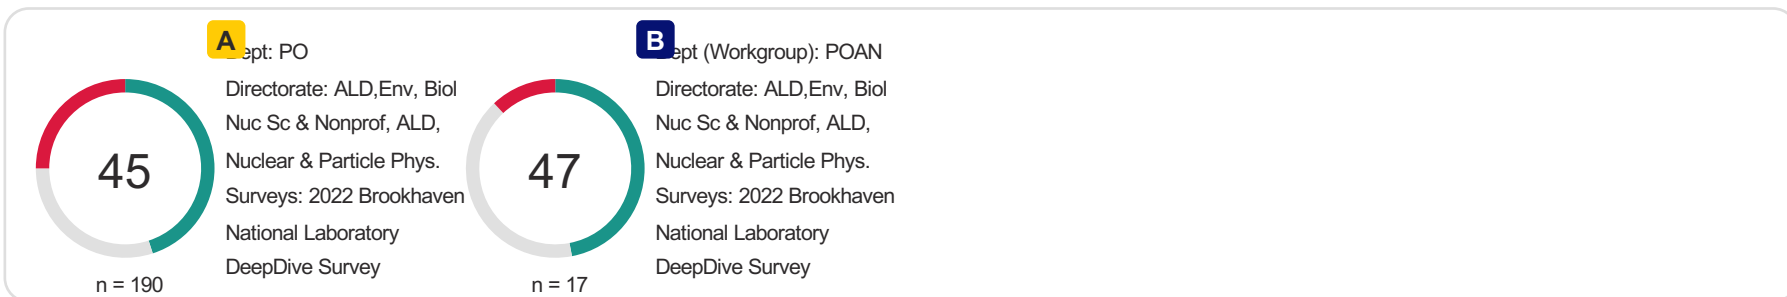 A
ept: PO
Directorate: ALD,Env, Biol
Nuc Sc & Nonprof, ALD,
Nuclear & Particle Phys.
Surveys: 2022 Brookhaven
National Laboratory
DeepDive Survey
45
n = 190
B
ept (Workgroup): POAN
Directorate: ALD,Env, Biol
Nuc Sc & Nonprof, ALD,
Nuclear & Particle Phys.
Surveys: 2022 Brookhaven
National Laboratory
DeepDive Survey
47
n = 17